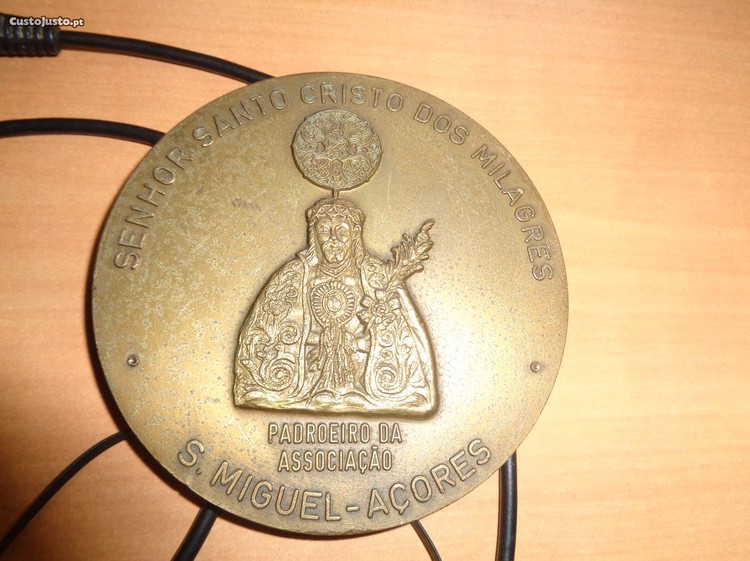 CustoJusto.pt
SENHOR SANTO CRISTO DOS MILAGRES
PADROEIRO DA
ASSOCIAÇÃO
S. MIGUEL-AÇORES